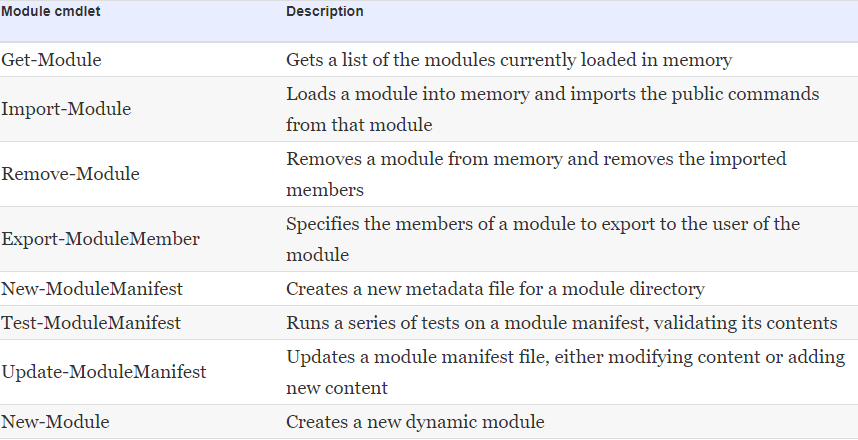 Module cmdlet Description
Get-Module Gets a list of the modules currently loaded in memory
Import-Module Loads a module into memory and imports the public commands
from that module
Remove-Module Removes a module from memory and removes the imported
members
Export-ModuleMember Specifies the members of a module to export to the user of the
module
New-ModuleManifest Creates a new metadata file for a module directory
Test-ModuleManifest Runs a series of tests on a module manifest, validating its contents
Update-ModuleManifest Updates a module manifest file, either modifying content or adding
new content
New-Module Creates a new dynamic module